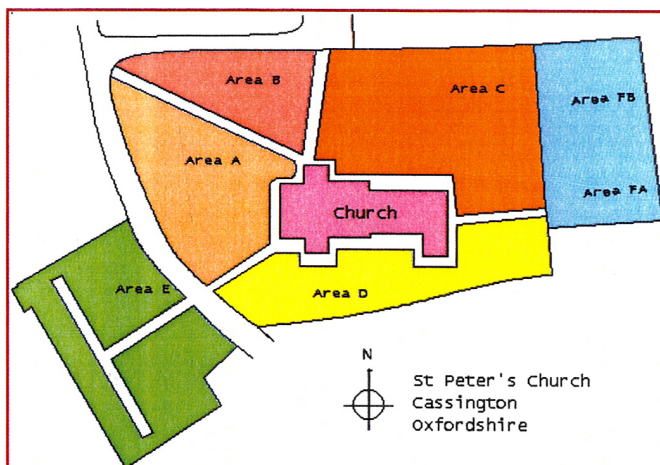 Area B
Area C
Area FB
Area A
Area FA
Church
Area E
Area D
N
St Peter's Church
Cassington
Oxfordshire